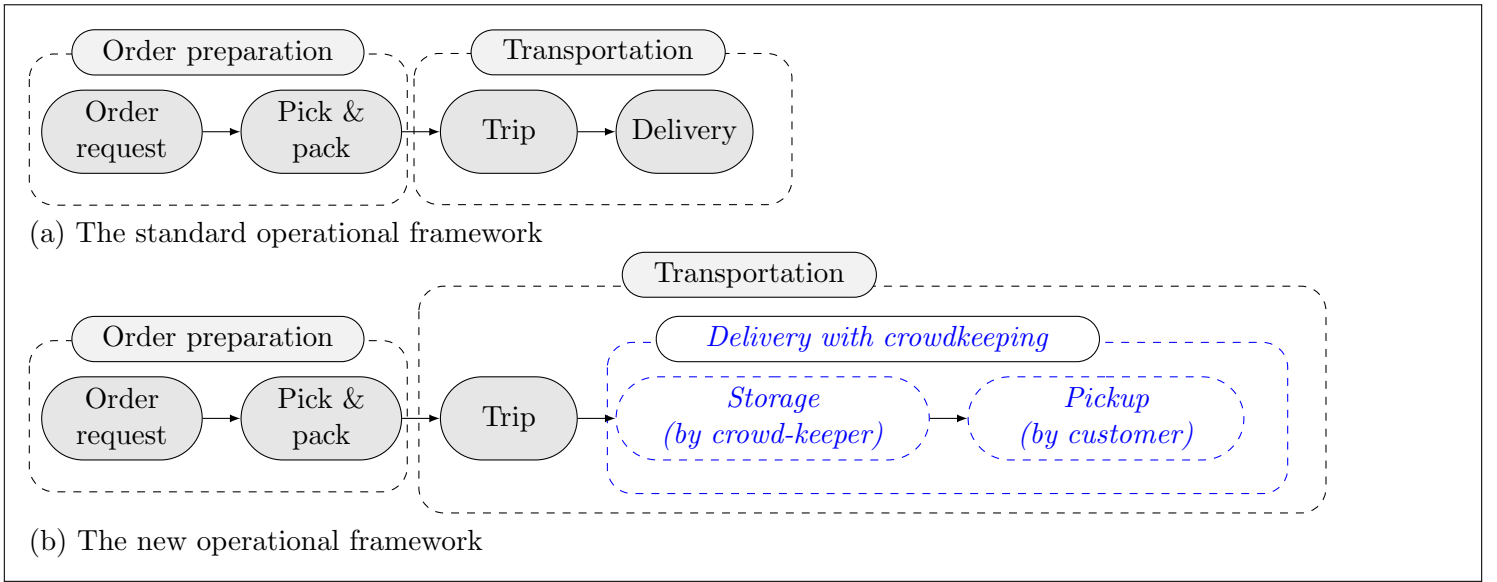 Order preparation
Transportation
Order
request
Pick &
pack
Trip
Delivery
(a) The standard operational framework
Transportation
Order preparation
Delivery with crowdkeeping
Order
request
Pick &
pack
Trip
Storage
(by crowd-keeper)
Pickup
(by customer)
(b) The new operational framework